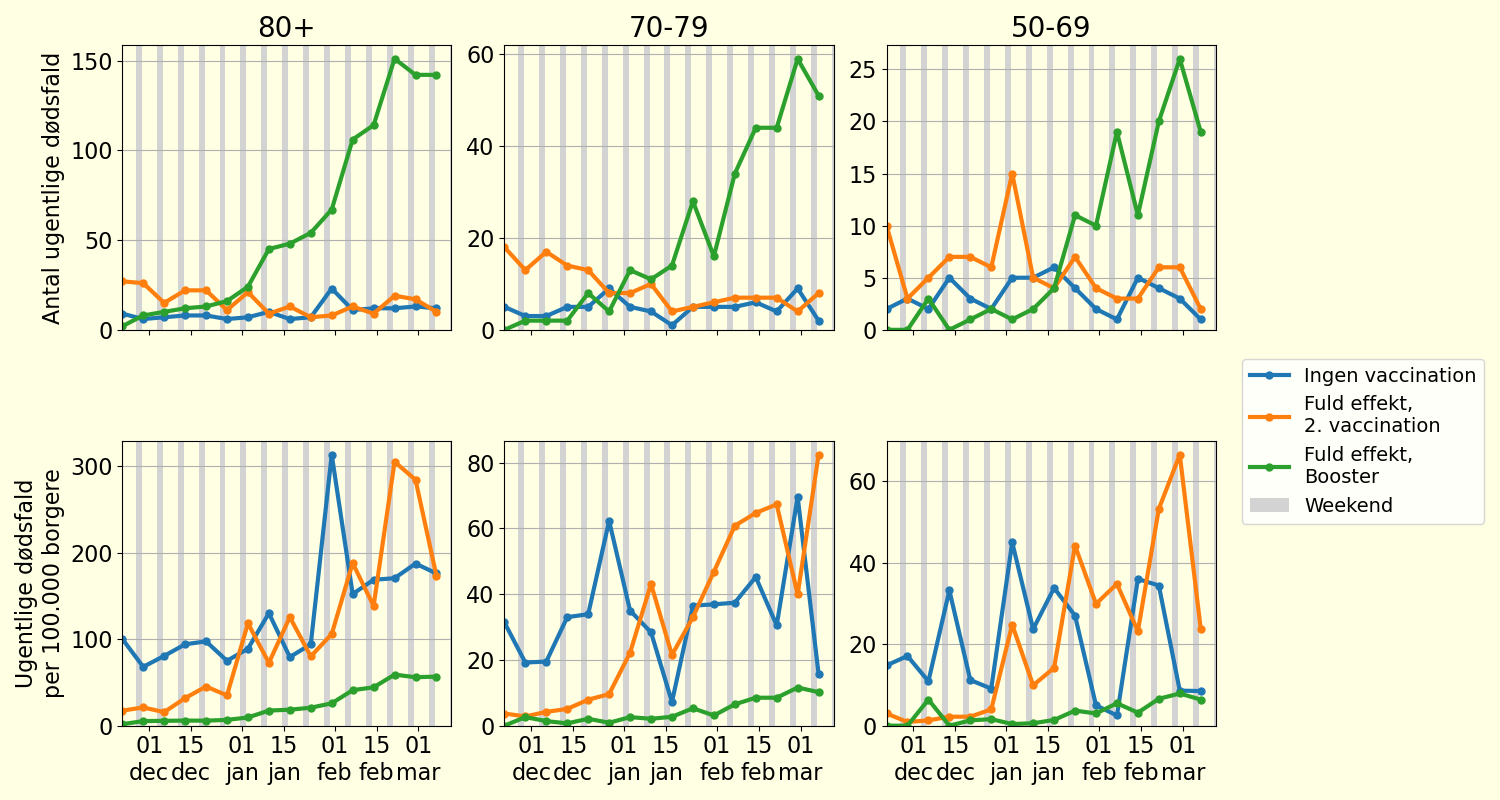 80+
70-79
50-69
Antal ugentlige dødsfald
150
100
50
0
60
40
20
0
25
20
15
10
5
0
Ingen vaccination
Fuld effekt,
2. vaccination
Fuld effekt,
Booster
Weekend
Ugentlige dødsfald
per 100.000 borgere
300
200
100
0
80
60
40
20
0
60
40
20
0
01 15 01 15 01 15 01
dec dec jan jan feb feb mar
01 15 01 15 01 15 01
dec dec jan jan feb feb mar
01 15 01 15 01 15 01
dec dec jan jan feb feb mar